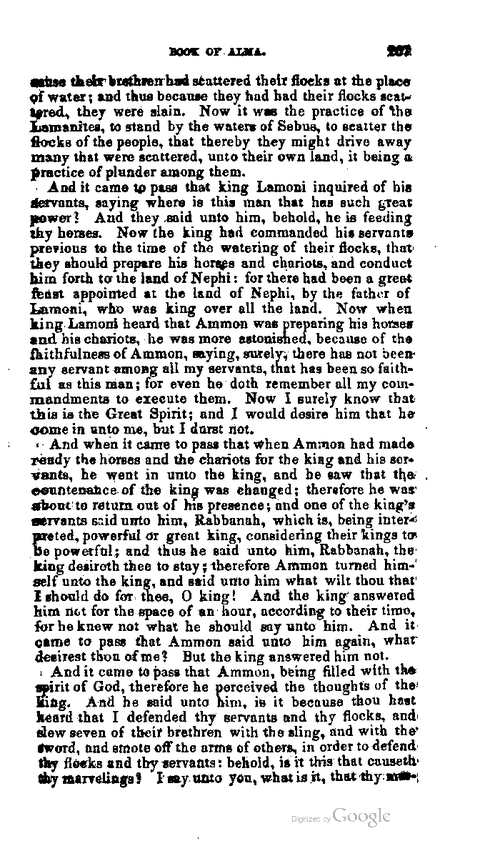 BOOK OF ALMA. 267
cause their brethren had scattered their flocks at the place
of water; and thus because they had had their flocks scat-
tered, they were slain. Now it was the practice of the
Lamanites, to stand by the waters of Sebus, to scatter the
flocks of the people, that thereby they might drive away
many that were scattered, unto their own land, it being a
practice of plunder among them.
And it came to pass that king Lamoni inquired of his
servants, saying where is this man that has such great
power? And they said unto him, behold, he is feeding
thy horses. Now the king had commanded his servants
previous to the time of the watering of their flocks, that
they should prepare his horses and chariots, and conduct
him forth to the land of Nephi: for there had been a great
feast appointed at the land of Nephi, by the father of
Lamoni, who was king over all the land. Now when
king Lamoni heard that Ammon was preparing his horses
and his chariots, he was more astonished, because of the
faithfulness of Ammon, saying, surely, there has not been
any servant among all my servants, that has been so faith-
ful as this man; for even he doth remember all my com-
mandments to execute them. Now I surely know that
this is the Great Spirit; and I would desire him that he
come in unto me, but I durst not.
And when it came to pass that when Ammon had made
ready the horses and the chariots for the king and his ser-
vants, he went in unto the king, and he saw that the
countenance of the king was changed; therefore he was
about to return out of his presence; and one of the king's
servants said unto him, Rabbanah, which is, being inter-
preted, powerful or great king, considering their kings to
be powerful; and thus he said unto him, Rabbanah, the
king desireth thee to stay; therefore Ammon turned him-
self unto the king, and said unto him what wilt thou that
I should do for thee, O king! And the king answered
him not for the space of an hour, according to their time,
for he knew not what he should say unto him. And it
came to pass that Ammon said unto him again, what
desirest thou of me? But the king answered him not.
And it came to pass that Ammon, being filled with the
spirit of God, therefore he perceived the thoughts of the
king. And he said unto him, is it because thou hast
heard that I defended thy servants and thy flocks, and
slew seven of their brethren with the sling, and with the
sword, and smote off the arms of others, in order to defend
thy flocks and thy servants: behold, is it this that causeth
thy marvelings? I say unto you, what is it, that thy mar-
Digitized by Google